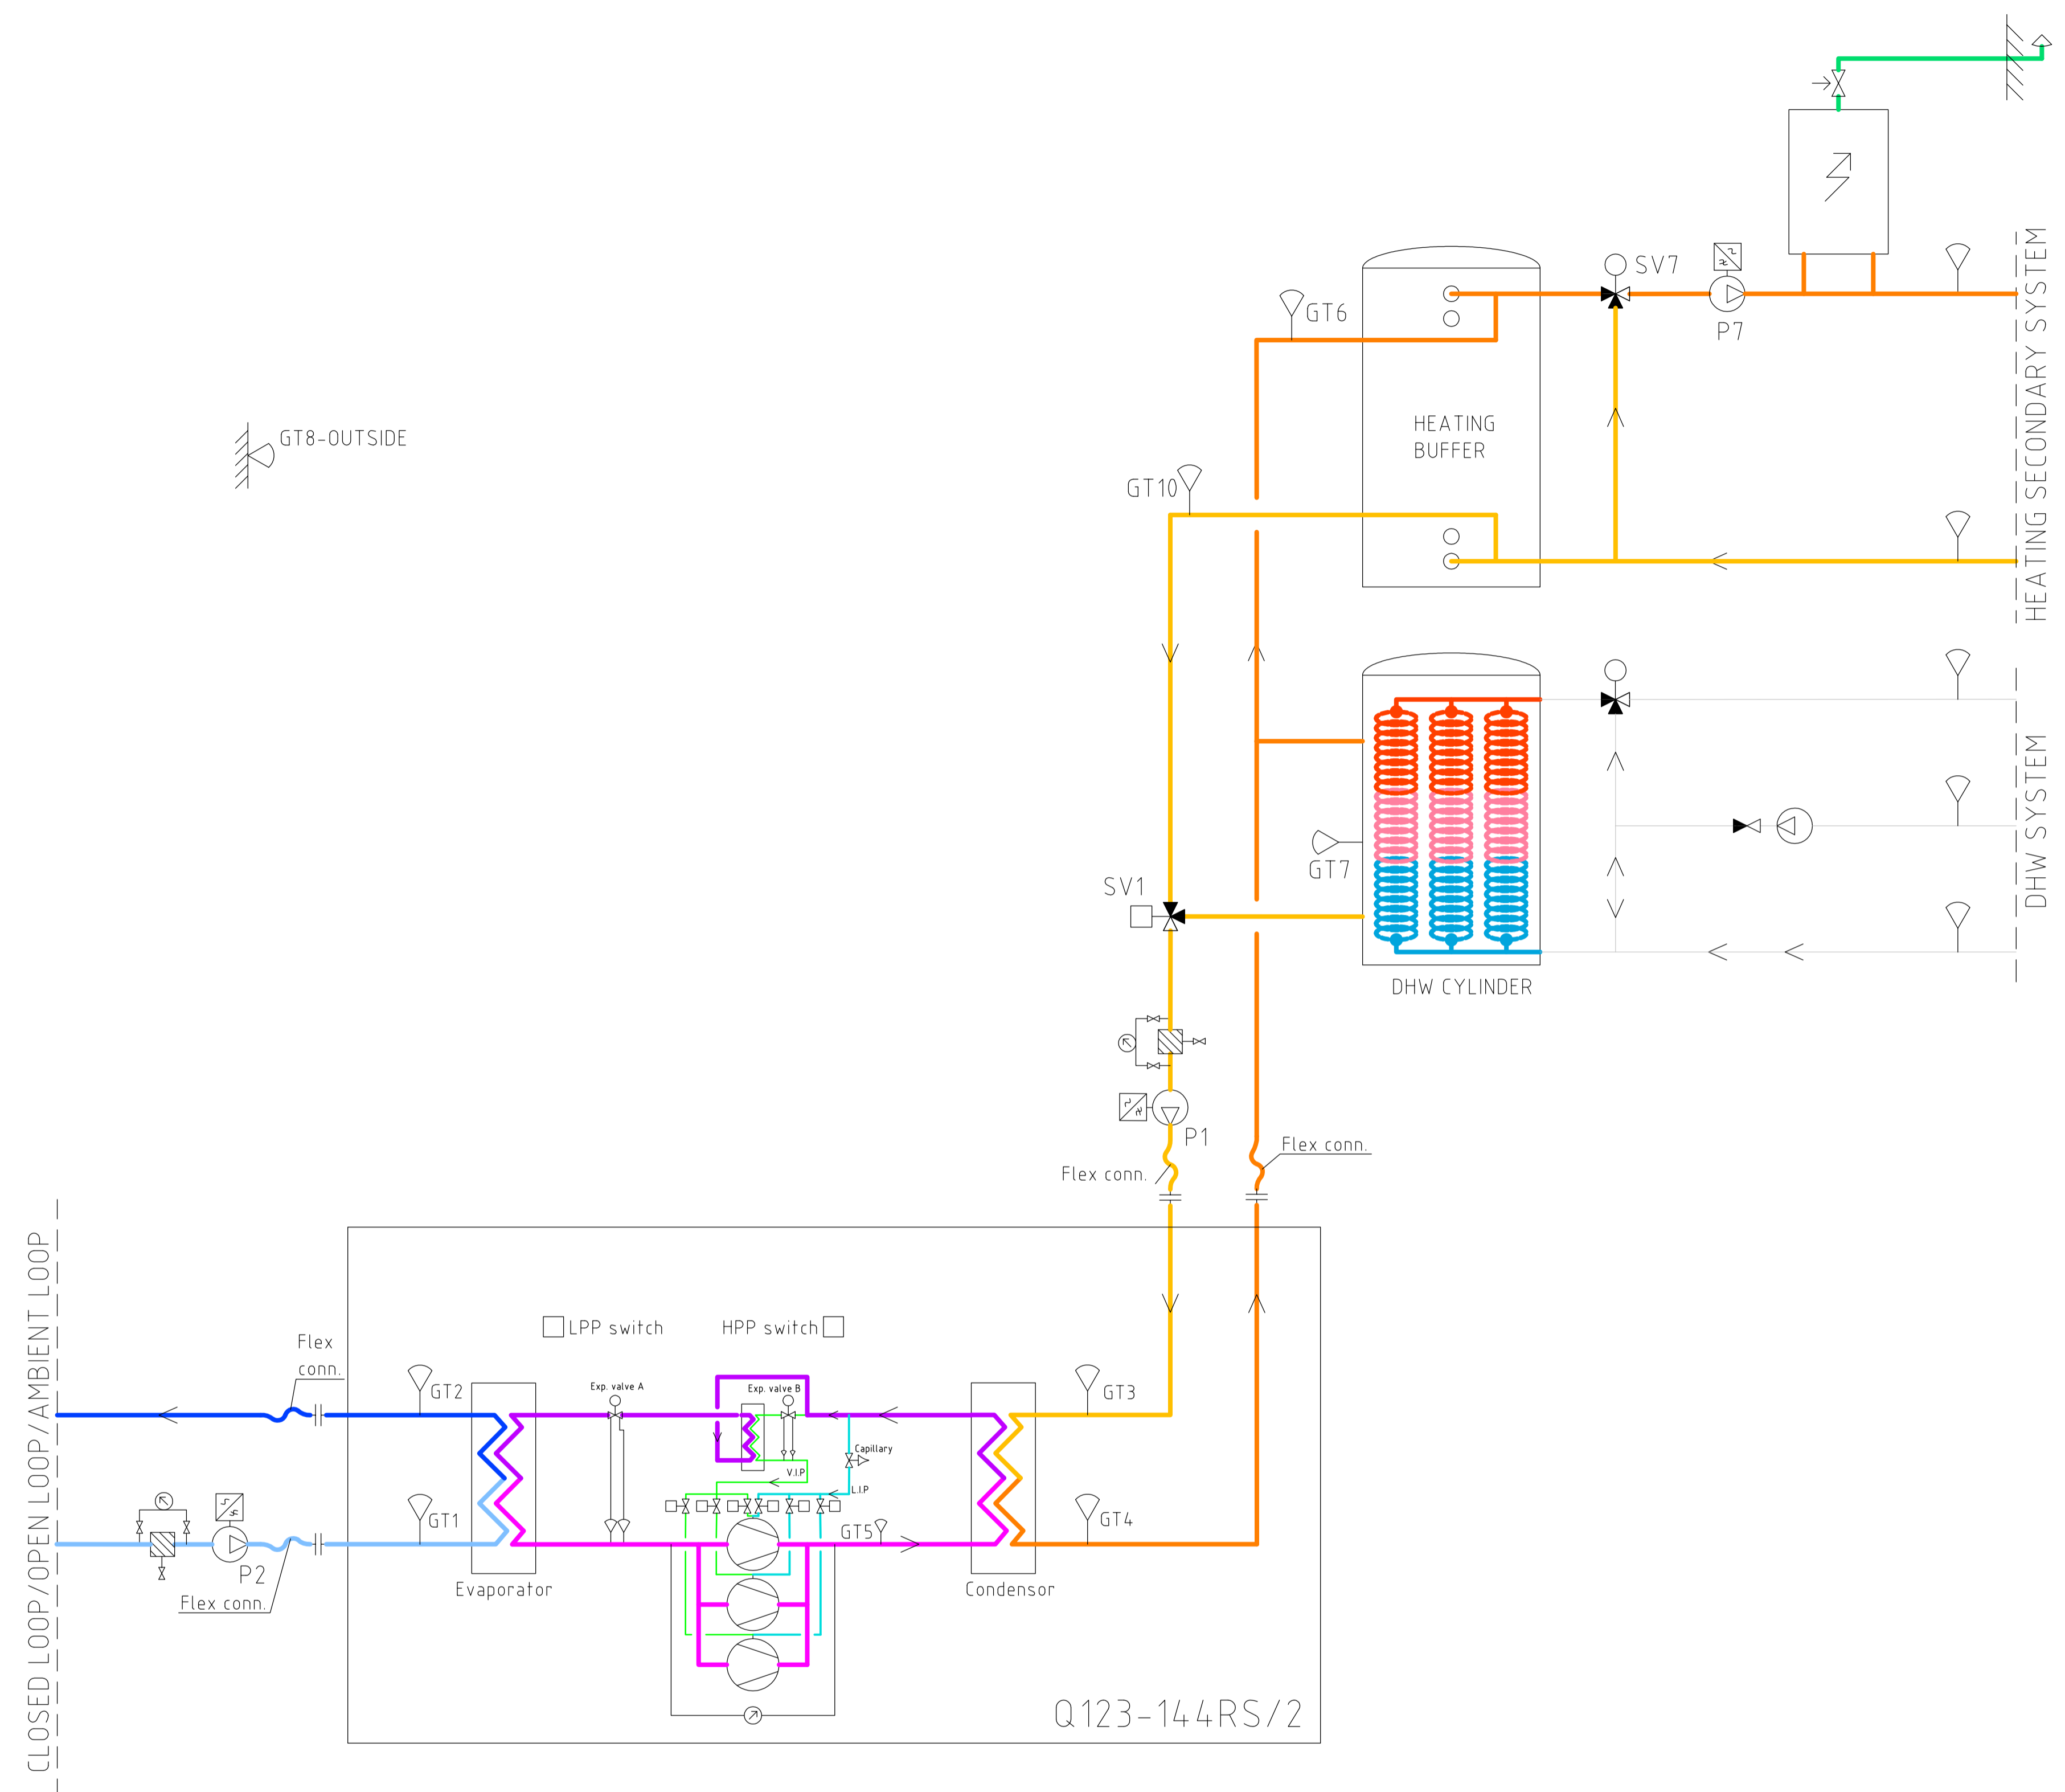 SV7
P7
GT6
HEATING
BUFFER
HEATING SECONDARY SYSTEM
GT8-OUTSIDE
GT10
SV1
GT7
DHW CYLINDER
DHW SYSTEM
P1
Flex conn.
Flex conn.
CLOSED LOOP/OPEN LOOP/AMBIENT LOOP
Flex
conn.
LPP switch
HPP switch
GT2
Exp. valve A
Exp. valve B
GT3
Capillary
V.I.P
L.I.P
GT1
GT5
GT4
P2
Flex conn.
Evaporator
Condensor
Q123-144RS/2